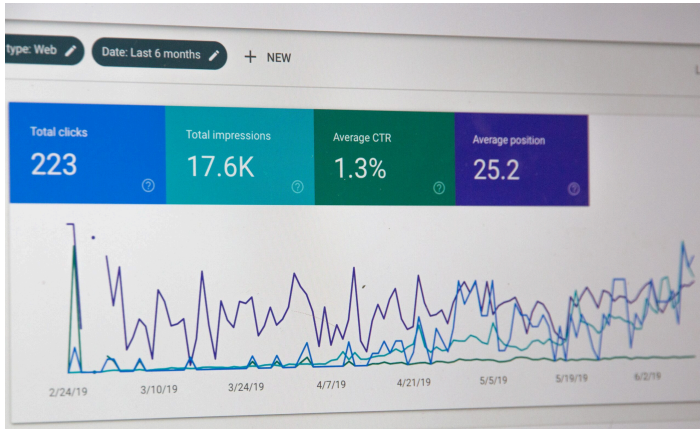 type: Web
Date: Last 6 months
+ NEW
Total clicks
223
Total impressions
17.6K
Average CTR
1.3%
Average position
25.2
2/24/19
3/10/19
3/24/19
4/7/19
4/21/19
5/5/19
5/19/19
6/2/19